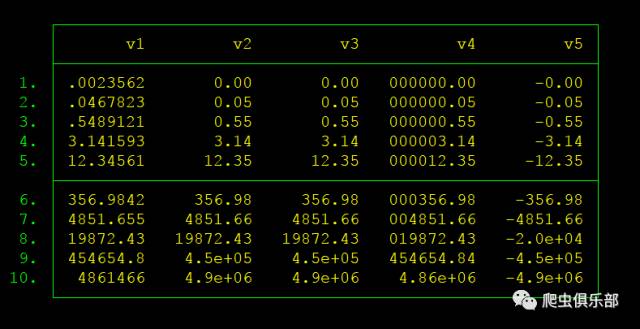 v1 v2 v3 v4 v5
1. .0023562 0.00 0.00 000000.00 -0.00
2. .0467823 0.05 0.05 000000.05 -0.05
3. .5489121 0.55 0.55 000000.55 -0.55
4. 3.141593 3.14 3.14 000003.14 -3.14
5. 12.34561 12.35 12.35 000012.35 -12.35
6. 356.9842 356.98 356.98 000356.98 -356.98
7. 4851.655 4851.66 4851.66 004851.66 -4851.66
8. 19872.43 19872.43 19872.43 019872.43 -2.0e+04
9. 454654.8 4.5e+05 4.5e+05 454654.84 -4.5e+05
10. 4861466 4.9e+06 4.9e+06 4.86e+06 -4.9e+06
爬虫俱乐部